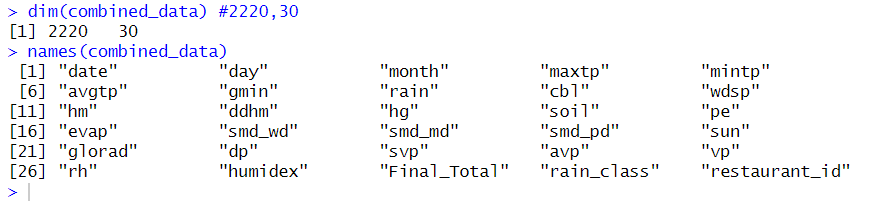 > dim(combined_data) #2220,30
[1] 2220   30
> names(combined_data)
 [1] "date"          "day"           "month"         "maxtp"         "mintp"
 [6] "avgtp"         "gmin"          "rain"          "cbl"           "wdsp"
[11] "hm"            "ddhm"          "hg"            "soil"          "pe"
[16] "evap"          "smd_wd"        "smd_md"        "smd_pd"        "sun"
[21] "glorad"        "dp"            "svp"           "avp"           "vp"
[26] "rh"            "humidex"       "Final_Total"   "rain_class"    "restaurant_id"
>